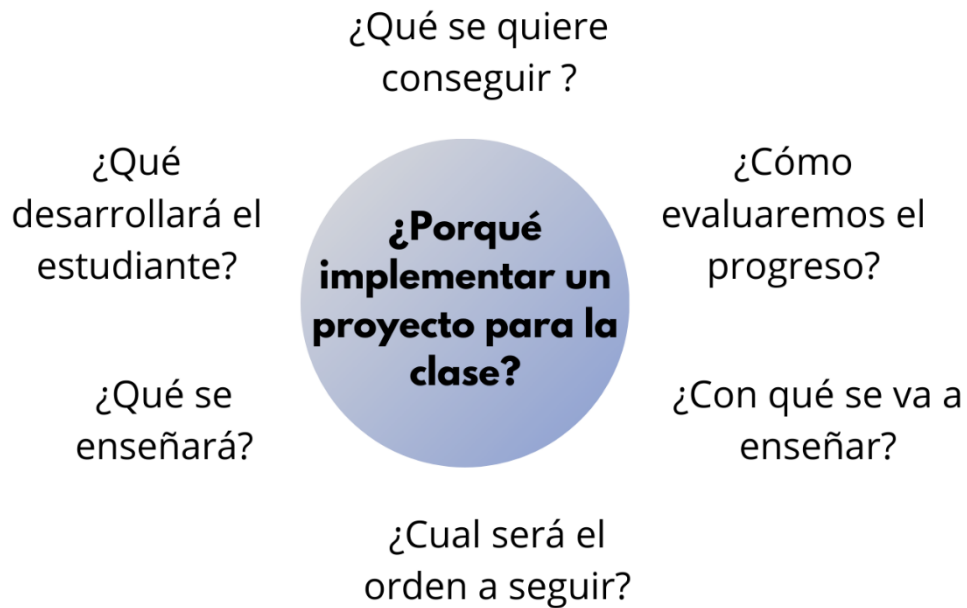 ¿Qué se quiere
conseguir ?
¿Qué
desarrollará el
estudiante?
¿Cómo
evaluaremos el
progreso?
¿Porqué
implementar un
proyecto para la
clase?
¿Qué se
enseñará?
¿Con qué se va a
enseñar?
¿Cual será el
orden a seguir?